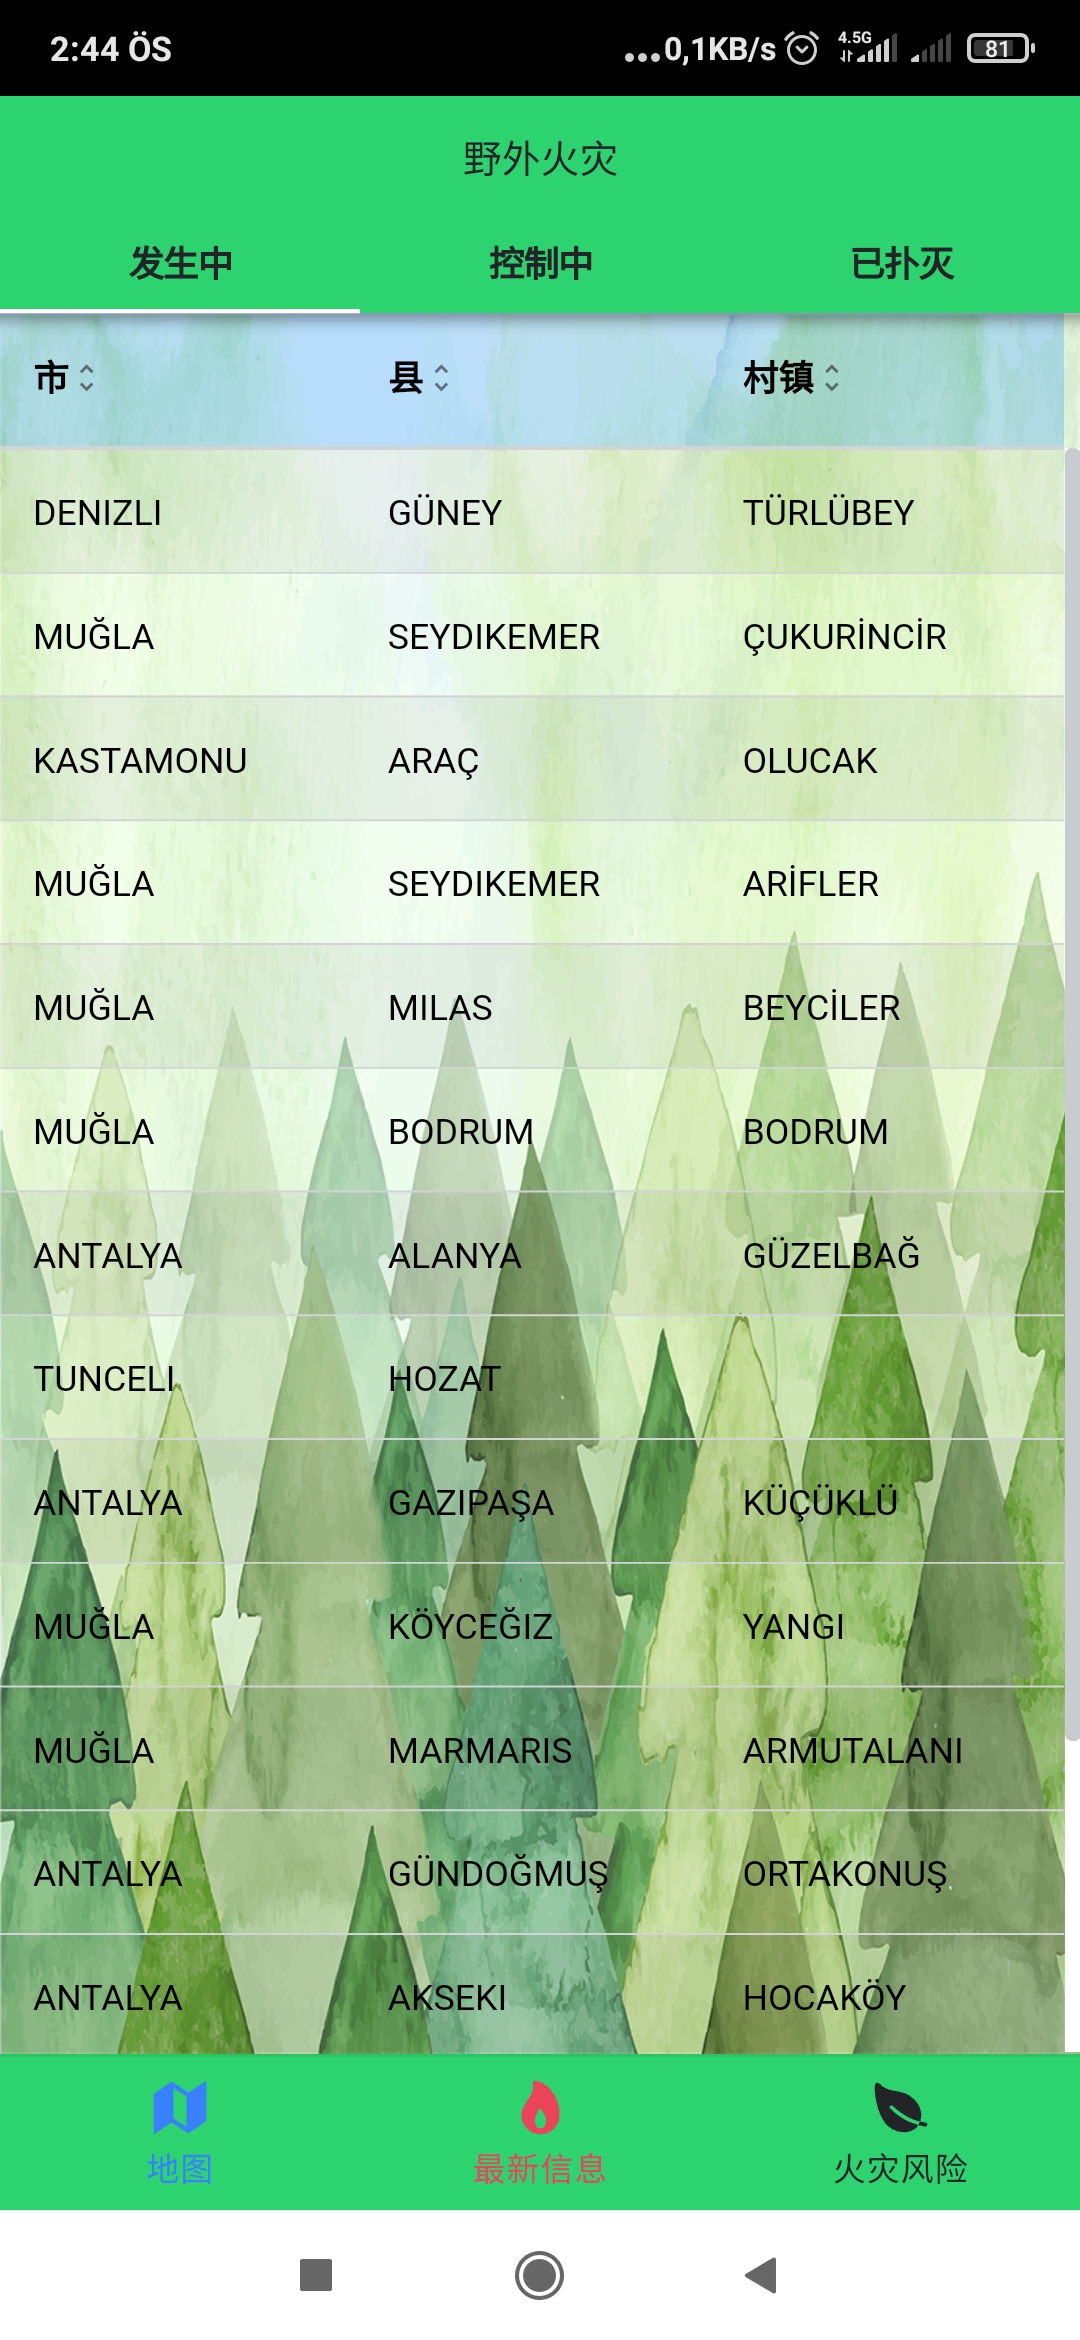 2:44 ÖS ...0,1KB/s 4.5G 81
野外火灾
发生中 控制中 已扑灭
市 县 村镇
DENIZLI GÜNEY TÜRLÜBEY
MUĞLA SEYDIKEMER ÇUKURİNCİR
KASTAMONU ARAÇ OLUCAK
MUĞLA SEYDIKEMER ARİFLER
MUĞLA MILAS BEYCİLER
MUĞLA BODRUM BODRUM
ANTALYA ALANYA GÜZELBAĞ
TUNCELI HOZAT
ANTALYA GAZIPAŞA KÜÇÜKLÜ
MUĞLA KÖYCEĞIZ YANGI
MUĞLA MARMARIS ARMUTALANI
ANTALYA GÜNDOĞMUŞ ORTAKONUŞ
ANTALYA AKSEKI HOCAKÖY
地图 最新信息 火灾风险